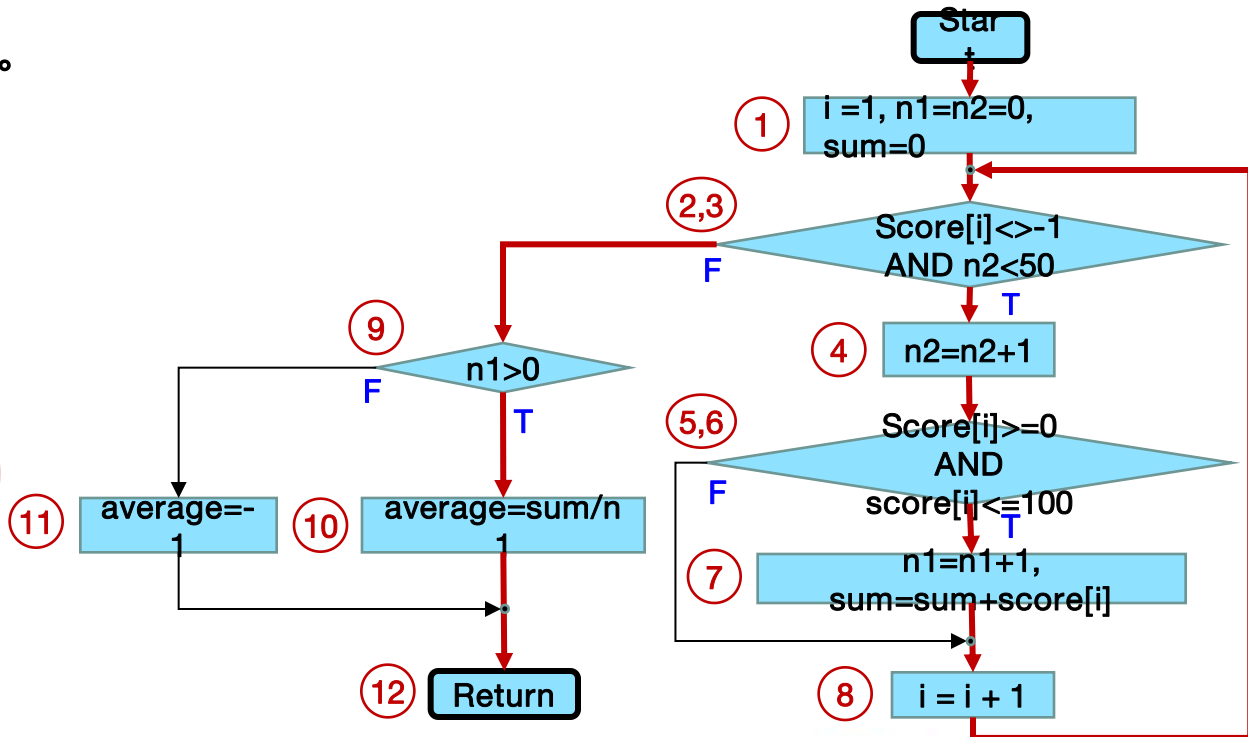 。
Star
t
1
i =1, n1=n2=0,
sum=0
2,3
Score[i]<>-1
AND n2<50
F
T
9
n1>0
F
T
4
n2=n2+1
5,6
Score[i]>=0
AND
score[i]<=100
F
T
11
average=-
1
10
average=sum/n
1
7
n1=n1+1,
sum=sum+score[i]
12
Return
8
i = i + 1